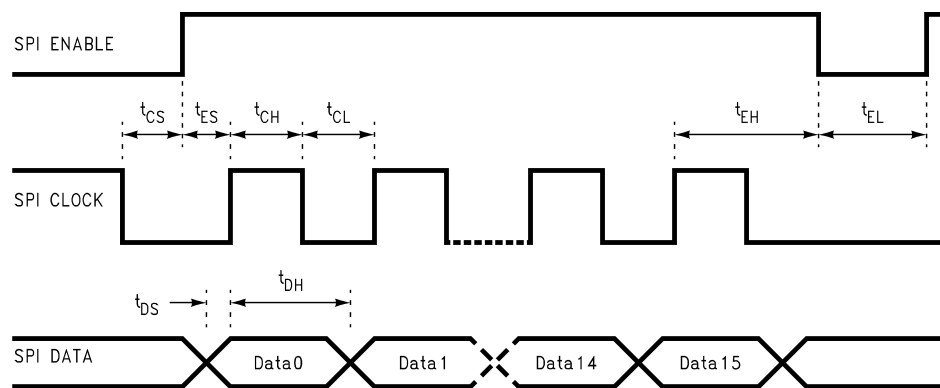 SPI ENABLE
tCS tES tCH tCL tEH tEL
SPI CLOCK
tDS tDH
SPI DATA Data0 Data1 Data14 Data15